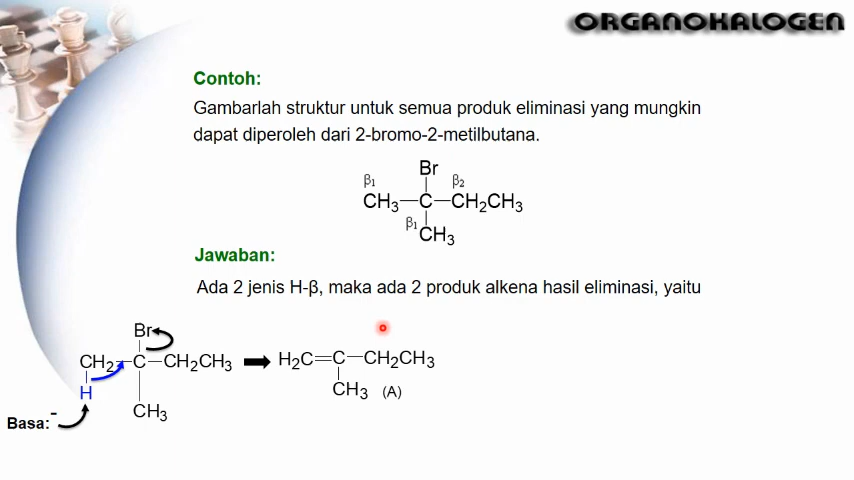 ORGANOHALOGEN
Contoh:
Gambarlah struktur untuk semua produk eliminasi yang mungkin
dapat diperoleh dari 2-bromo-2-metilbutana.
Br
β₁ β₂
CH₃—C—CH₂CH₃
β₁
CH₃
Jawaban:
Ada 2 jenis H-β, maka ada 2 produk alkena hasil eliminasi, yaitu
Br
CH₂—C—CH₂CH₃ ➡ H₂C=C—CH₂CH₃
H CH₃ (A)
CH₃
Basa:⁻